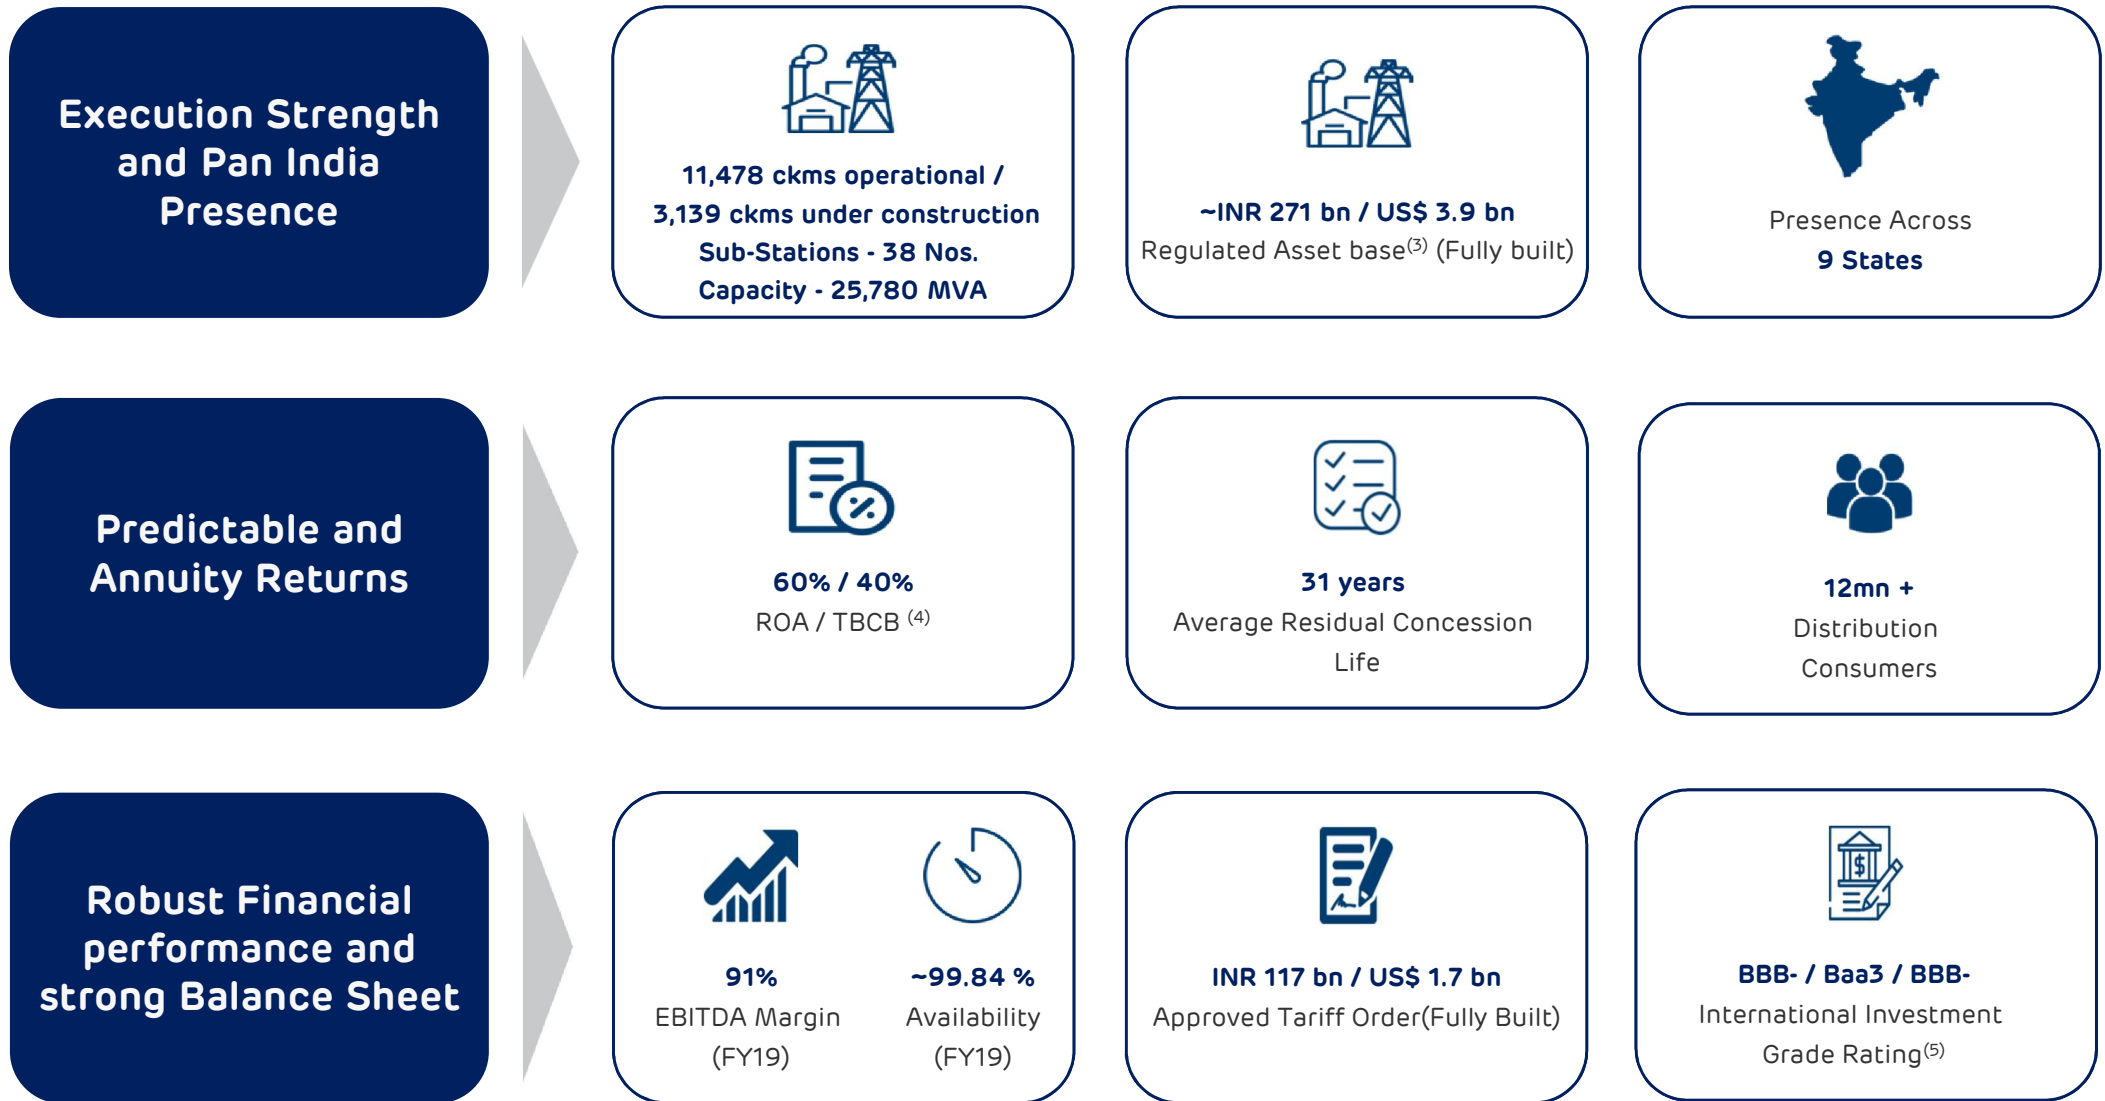 Execution Strength
and Pan India
Presence
11,478 ckms operational /
3,139 ckms under construction
Sub-Stations - 38 Nos.
Capacity - 25,780 MVA
~INR 271 bn / US$ 3.9 bn
Regulated Asset base(3) (Fully built)
Presence Across
9 States
Predictable and
Annuity Returns
60% / 40%
ROA / TBCB (4)
31 years
Average Residual Concession
Life
12mn +
Distribution
Consumers
Robust Financial
performance and
strong Balance Sheet
91%
EBITDA Margin
(FY19)
~99.84 %
Availability
(FY19)
INR 117 bn / US$ 1.7 bn
Approved Tariff Order(Fully Built)
BBB- / Baa3 / BBB-
International Investment
Grade Rating(5)